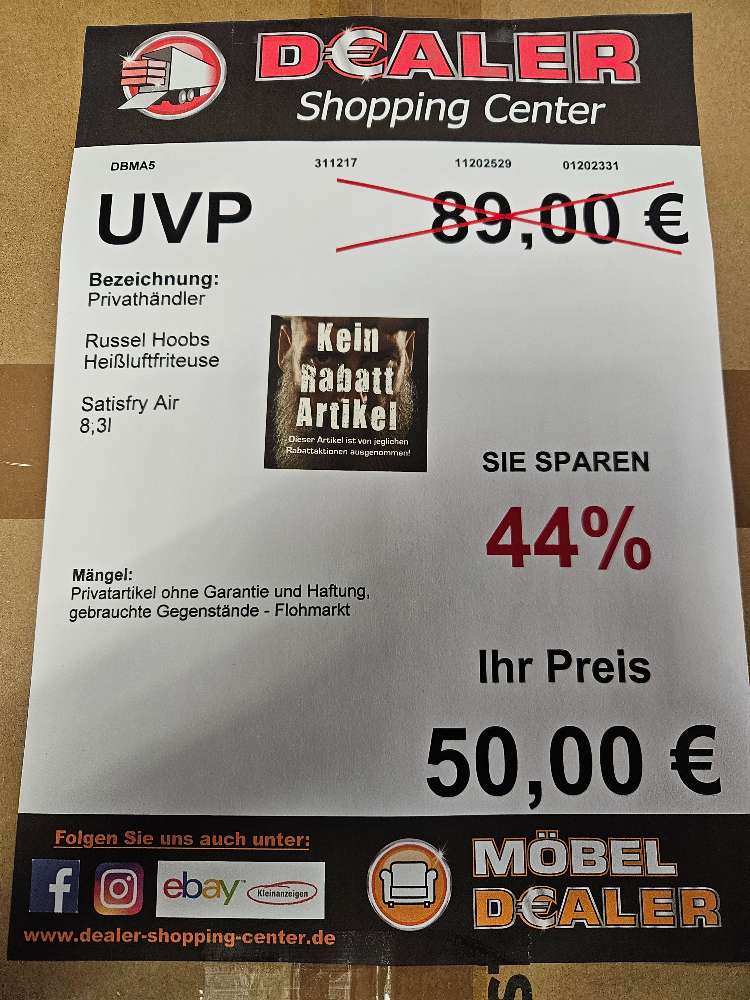 D€ALER
Shopping Center
DBMA5 311217 11202529 01202331
UVP 89,00 €
Bezeichnung:
Privathändler
Russel Hoobs
Heißluftfriteuse
Satisfry Air
8;3l
Kein
Rabatt
Artikel
Dieser Artikel ist von jeglichen
Rabattaktionen ausgenommen!
SIE SPAREN
44%
Mängel:
Privatartikel ohne Garantie und Haftung,
gebrauchte Gegenstände - Flohmarkt
Ihr Preis
50,00 €
Folgen Sie uns auch unter:
f
ebay Kleinanzeigen
www.dealer-shopping-center.de
MÖBEL
D€ALER